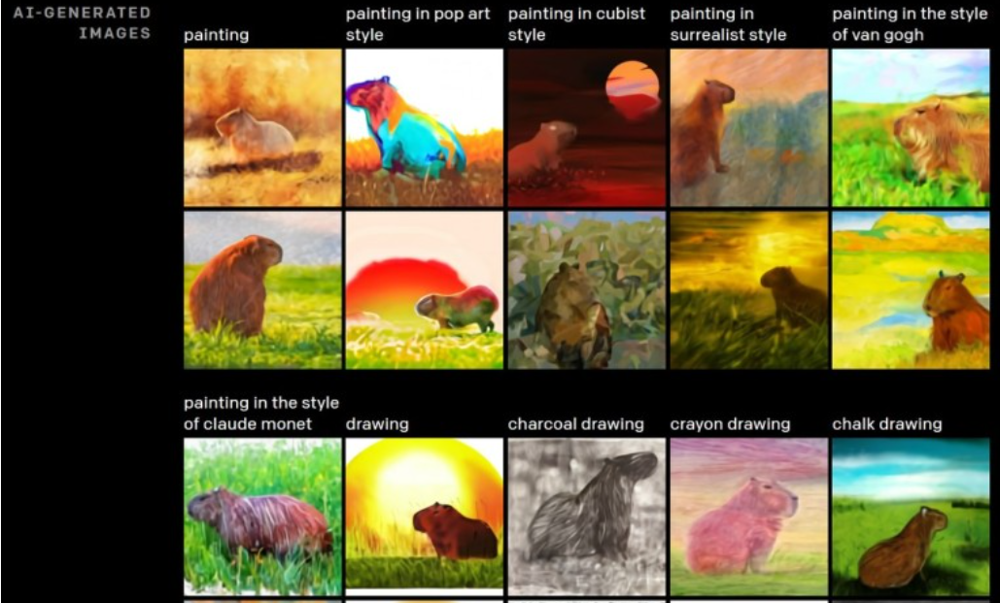 AI-GENERATED
IMAGES
painting
painting in pop art
style
painting in cubist
style
painting in
surrealist style
painting in the style
of van gogh
painting in the style
of claude monet
drawing
charcoal drawing
crayon drawing
chalk drawing